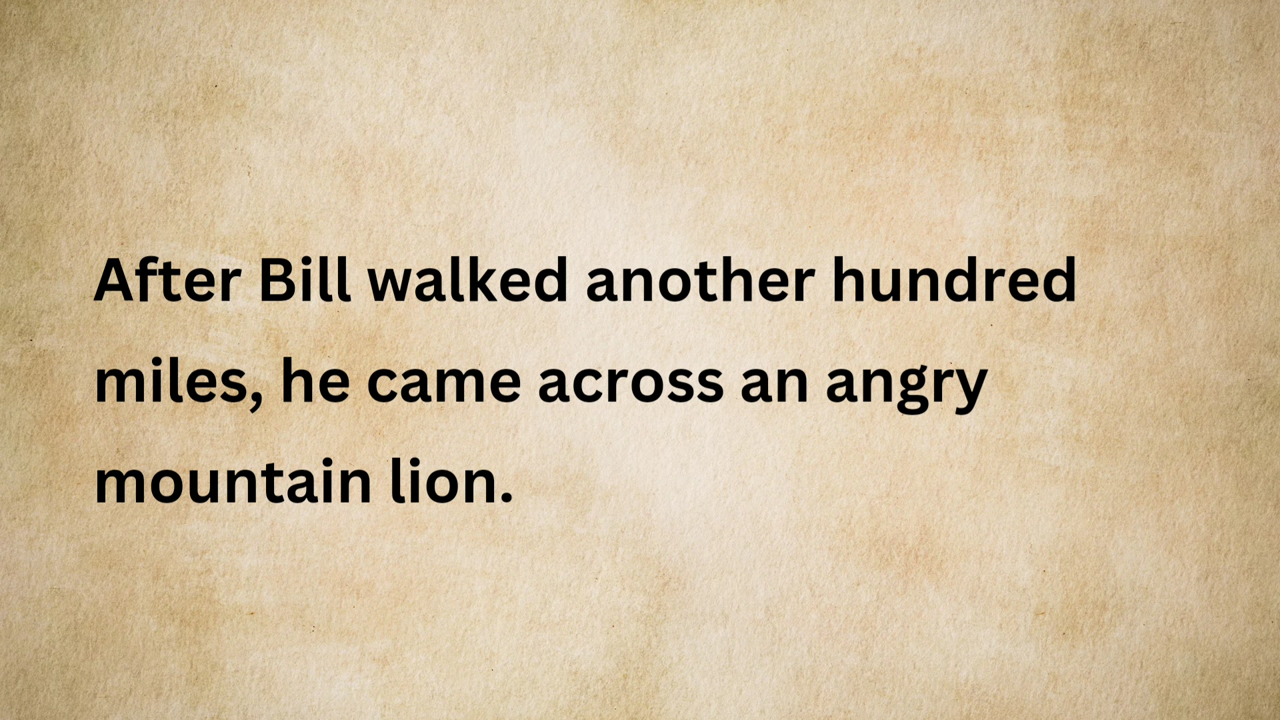 After Bill walked another hundred
miles, he came across an angry
mountain lion.